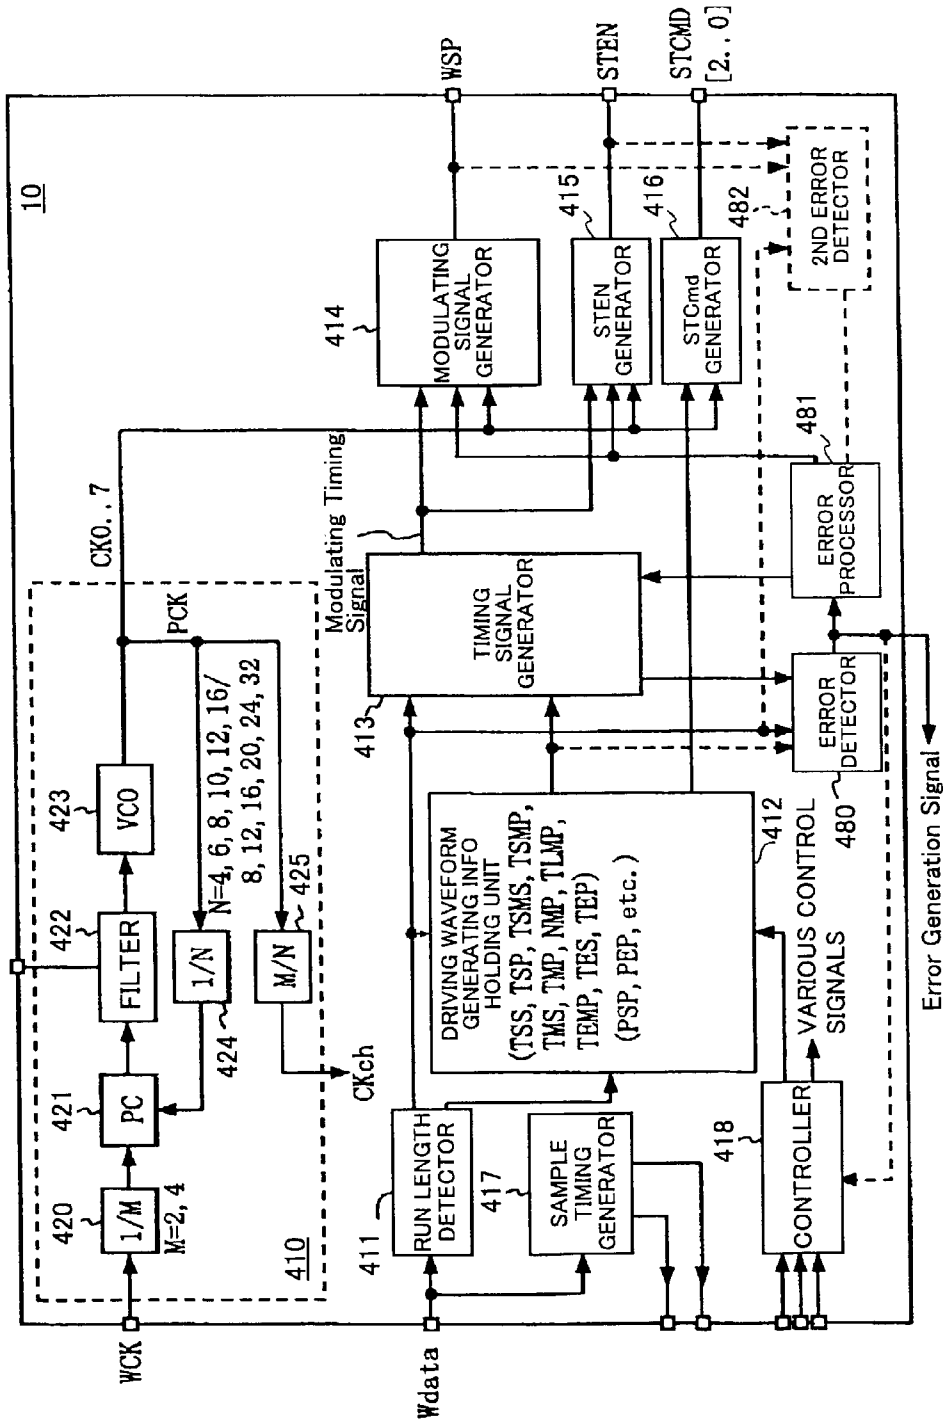 10
WCK
420
1/M
M=2, 4
421
PC
422
FILTER
423
VCO
1/N
424
N=4, 6, 8, 10, 12, 16/
8, 12, 16, 20, 24, 32
M/N
425
PCK
CKch
410
CK0..7
Wdata
411
RUN LENGTH
DETECTOR
417
SAMPLE
TIMING
GENERATOR
418
CONTROLLER
VARIOUS CONTROL
SIGNALS
DRIVING WAVEFORM
GENERATING INFO
HOLDING UNIT
(TSS, TSP, TSMS, TSMP,
TMS, TMP, NMP, TLMP,
TEMP, TES, TEP)
(PSP, PEP, etc.)
412
413
TIMING
SIGNAL
GENERATOR
Modulating Timing
Signal
480
ERROR
DETECTOR
481
ERROR
PROCESSOR
Error Generation Signal
414
MODULATING
SIGNAL
GENERATOR
415
STEN
GENERATOR
416
STCmd
GENERATOR
482
2ND ERROR
DETECTOR
WSP
STEN
STCMD
[2..0]